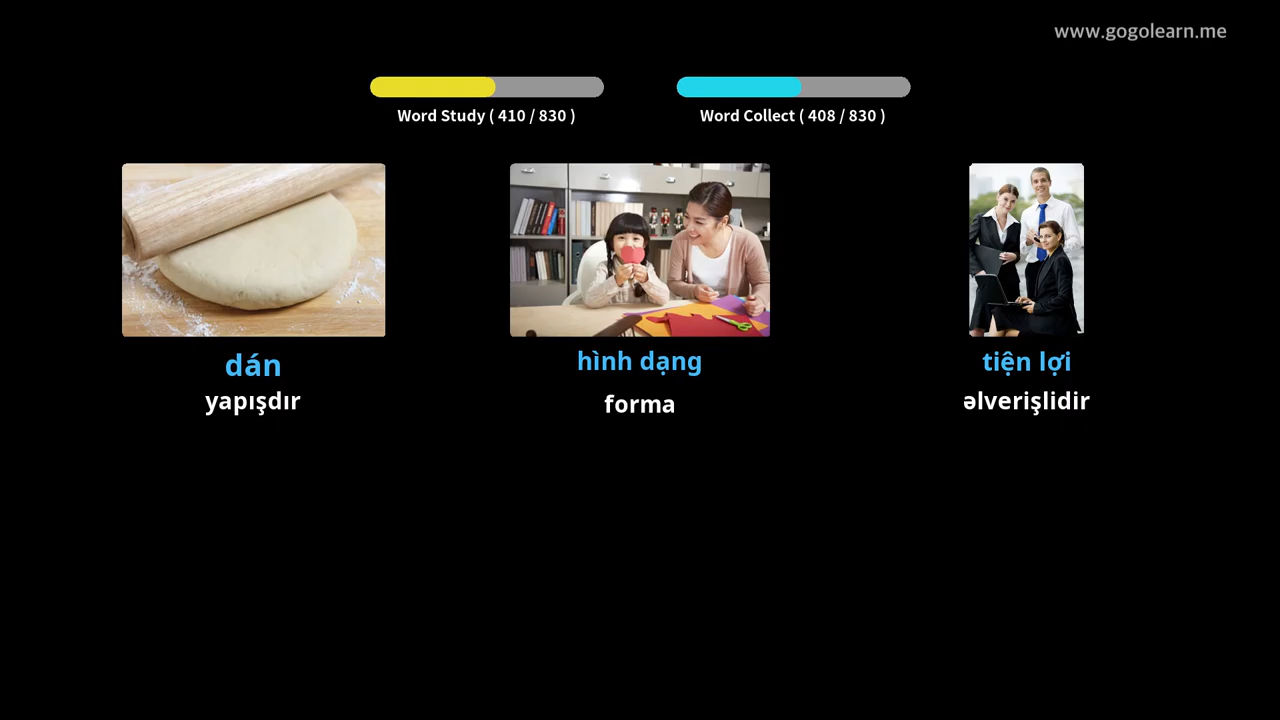 www.gogolearn.me
Word Study ( 410 / 830 )
Word Collect ( 408 / 830 )
dán
hình dạng
tiện lợi
yapışdır
forma
əlverişlidir